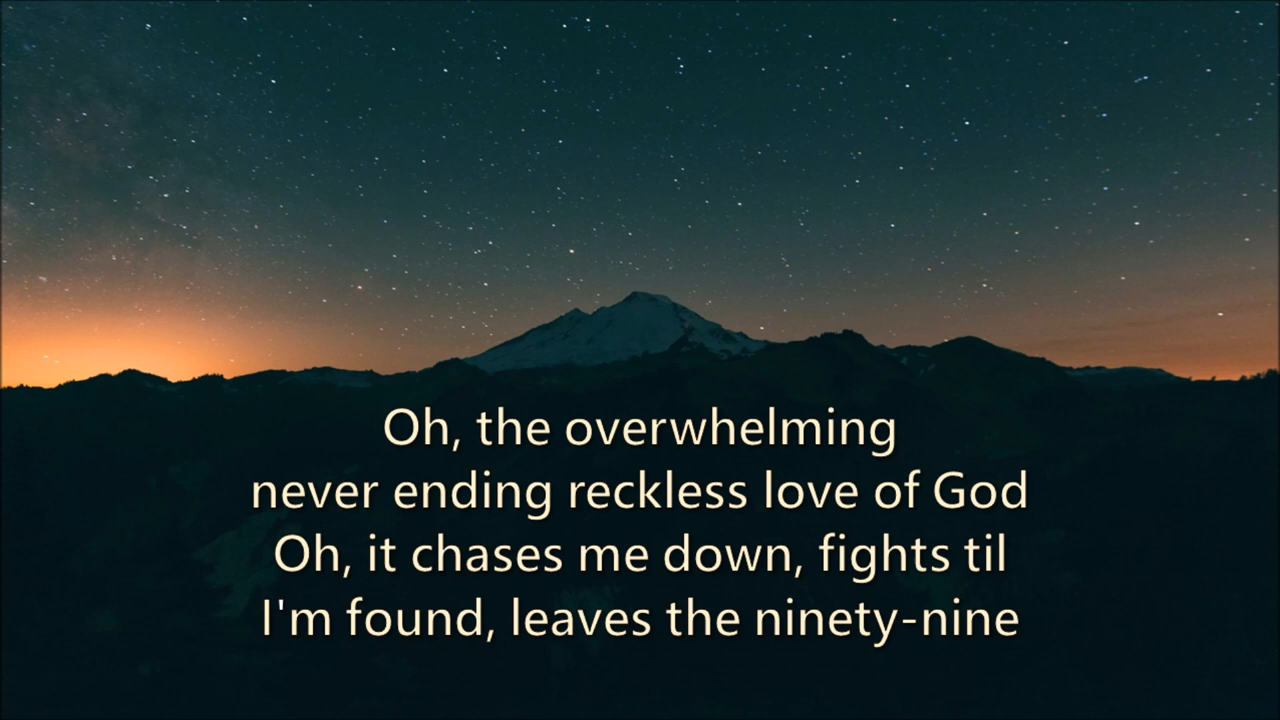 Oh, the overwhelming
never ending reckless love of God
Oh, it chases me down, fights til
I'm found, leaves the ninety-nine